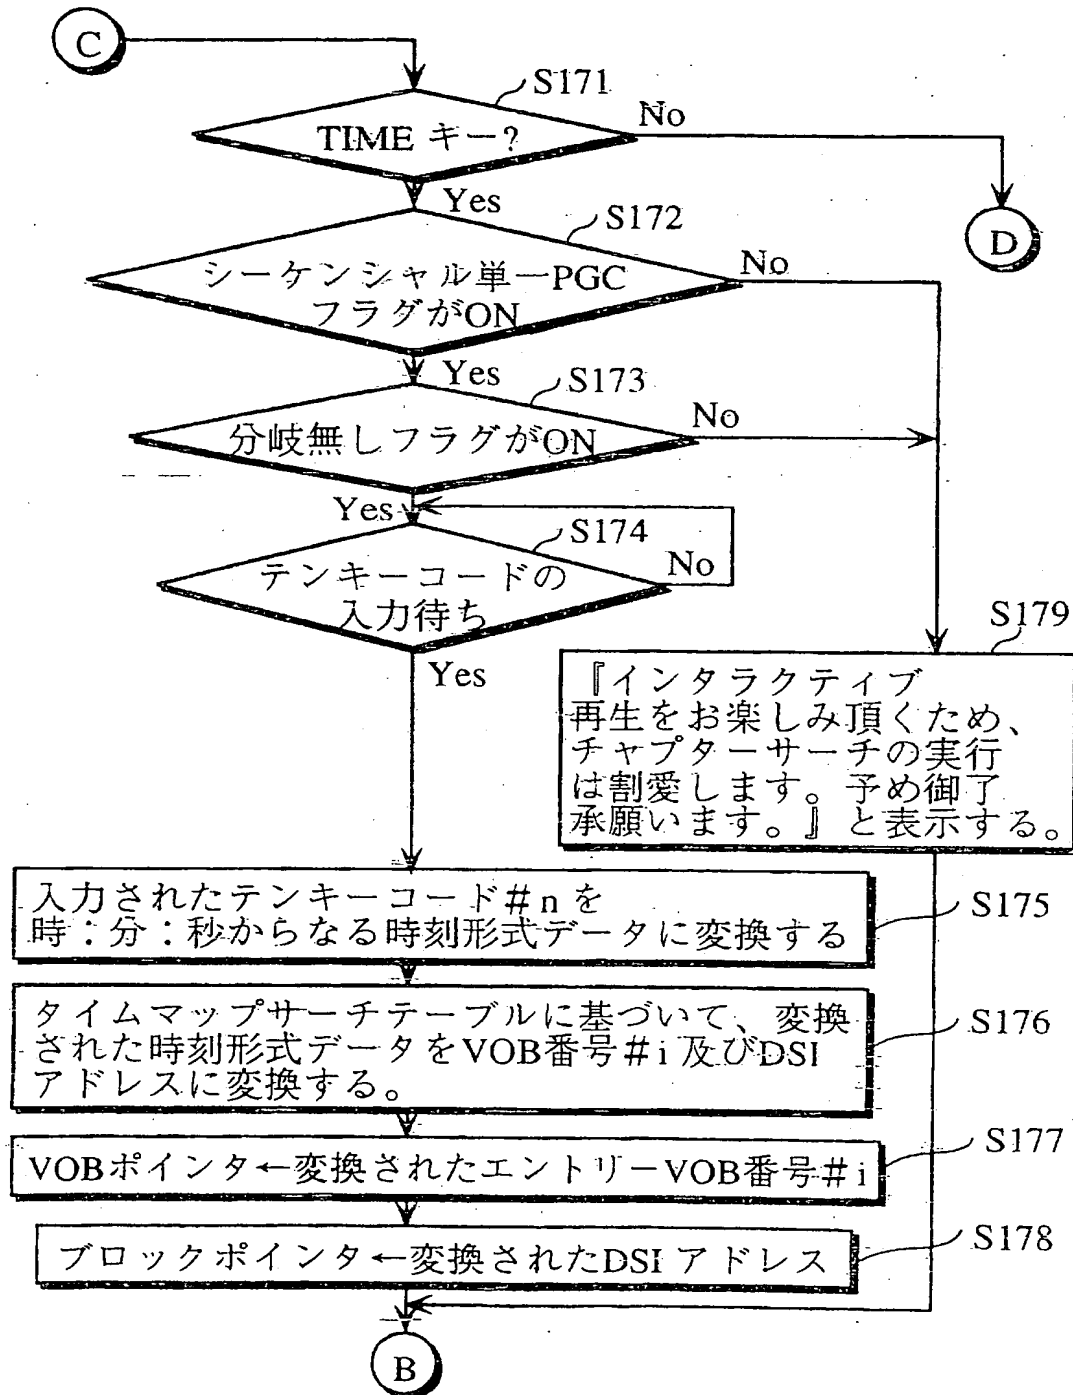 C
S171
TIME キー?
No
Yes
D
S172
シーケンシャル単一PGC
フラグがON
No
Yes
S173
分岐無しフラグがON
No
Yes
S174
テンキーコードの
入力待ち
No
Yes
S179
『インタラクティブ
再生をお楽しみ頂くため、
チャプターサーチの実行
は割愛します。予め御了
承願います。』と表示する。
入力されたテンキーコード#nを
時:分:秒からなる時刻形式データに変換する
S175
タイムマップサーチテーブルに基づいて、変換
された時刻形式データをVOB番号#i 及びDSI
アドレスに変換する。
S176
VOBポインタ←変換されたエントリーVOB番号#i
S177
ブロックポインタ←変換されたDSI アドレス
S178
B